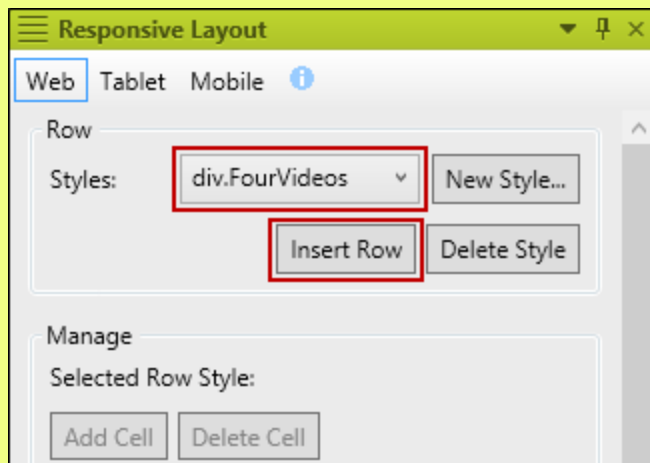 Responsive Layout
Web Tablet Mobile
Row
Styles: div.FourVideos New Style...
Insert Row Delete Style
Manage
Selected Row Style:
Add Cell Delete Cell